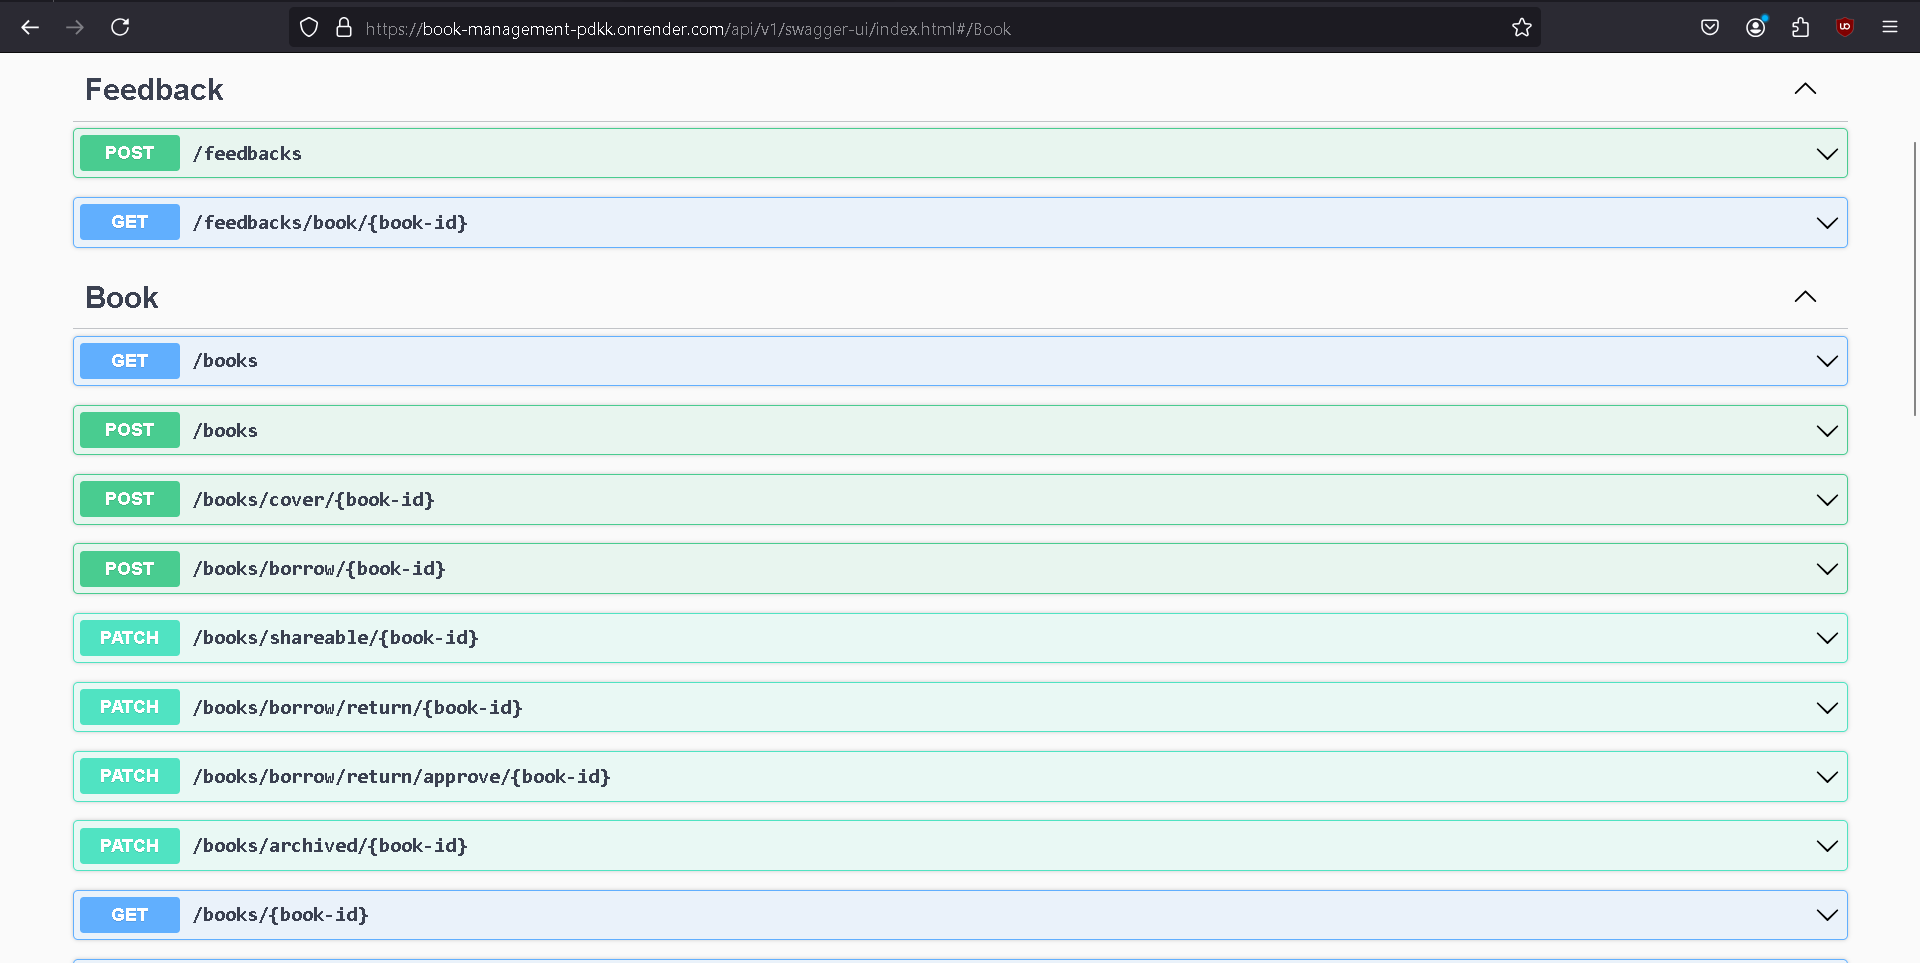 https://book-management-pdkk.onrender.com/api/v1/swagger-ui/index.html#/Book
Feedback
POST /feedbacks
GET /feedbacks/book/{book-id}
Book
GET /books
POST /books
POST /books/cover/{book-id}
POST /books/borrow/{book-id}
PATCH /books/shareable/{book-id}
PATCH /books/borrow/return/{book-id}
PATCH /books/borrow/return/approve/{book-id}
PATCH /books/archived/{book-id}
GET /books/{book-id}